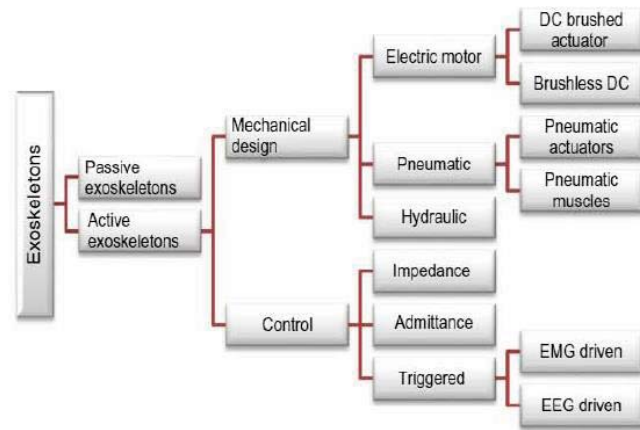 Exoskeletons
Passive
exoskeletons
Active
exoskeletons
Mechanical
design
Control
Electric motor
Pneumatic
Hydraulic
Impedance
Admittance
Triggered
DC brushed
actuator
Brushless DC
Pneumatic
actuators
Pneumatic
muscles
EMG driven
EEG driven